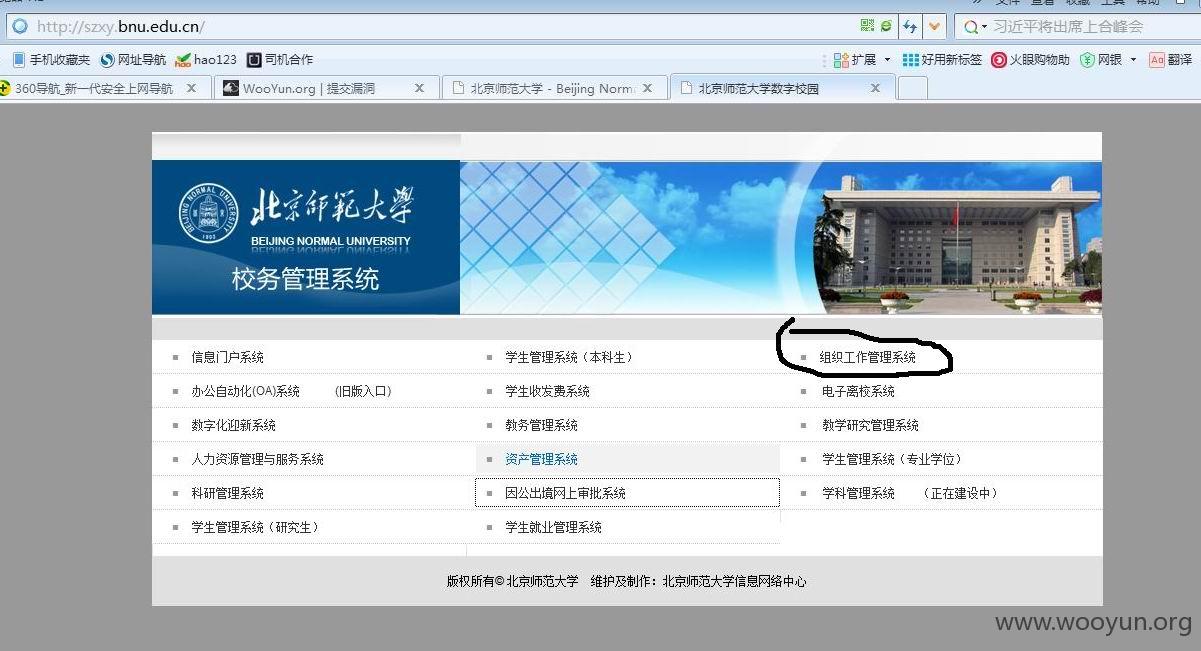 文件 查看 收藏 工具 帮助
http://szxy.bnu.edu.cn/
习近平将出席上合峰会
手机收藏夹 网址导航 hao123 司机合作 扩展 好用新标签 火眼购物助 网银 翻译
360导航_新一代安全上网导航 WooYun.org | 提交漏洞 北京师范大学 - Beijing Norm 北京师范大学数字校园
北京师范大学
BEIJING NORMAL UNIVERSITY
校务管理系统
信息门户系统 学生管理系统（本科生） 组织工作管理系统
办公自动化(OA)系统 （旧版入口） 学生收发费系统 电子离校系统
数字化迎新系统 教务管理系统 教学研究管理系统
人力资源管理与服务系统 资产管理系统 学生管理系统（专业学位）
科研管理系统 因公出境网上审批系统 学科管理系统 （正在建设中）
学生管理系统（研究生） 学生就业管理系统
版权所有© 北京师范大学 维护及制作：北京师范大学信息网络中心
www.wooyun.org